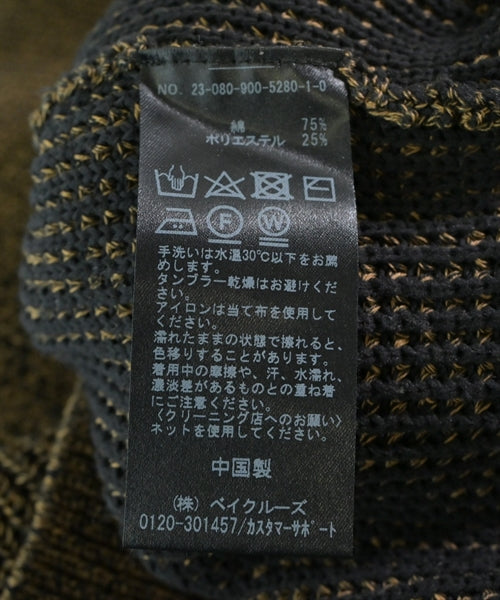 NO. 23-080-900-5280-1-0
綿 75%
ポリエステル 25%
F W
手洗いは水温30℃以下をお薦
めします。
タンブラー乾燥はお避けくだ
さい。
アイロンは当て布を使用して
ください。
濡れたままの状態で擦れると、
色移りすることがあります。
着用中の摩擦や、汗、水濡れ、
濃淡差があるものとの重ね着
にご注意ください。
〈クリーニング店へのお願い〉
ネットを使用してください。
中国製
(株) ベイクルーズ
0120-301457/カスタマーサポート